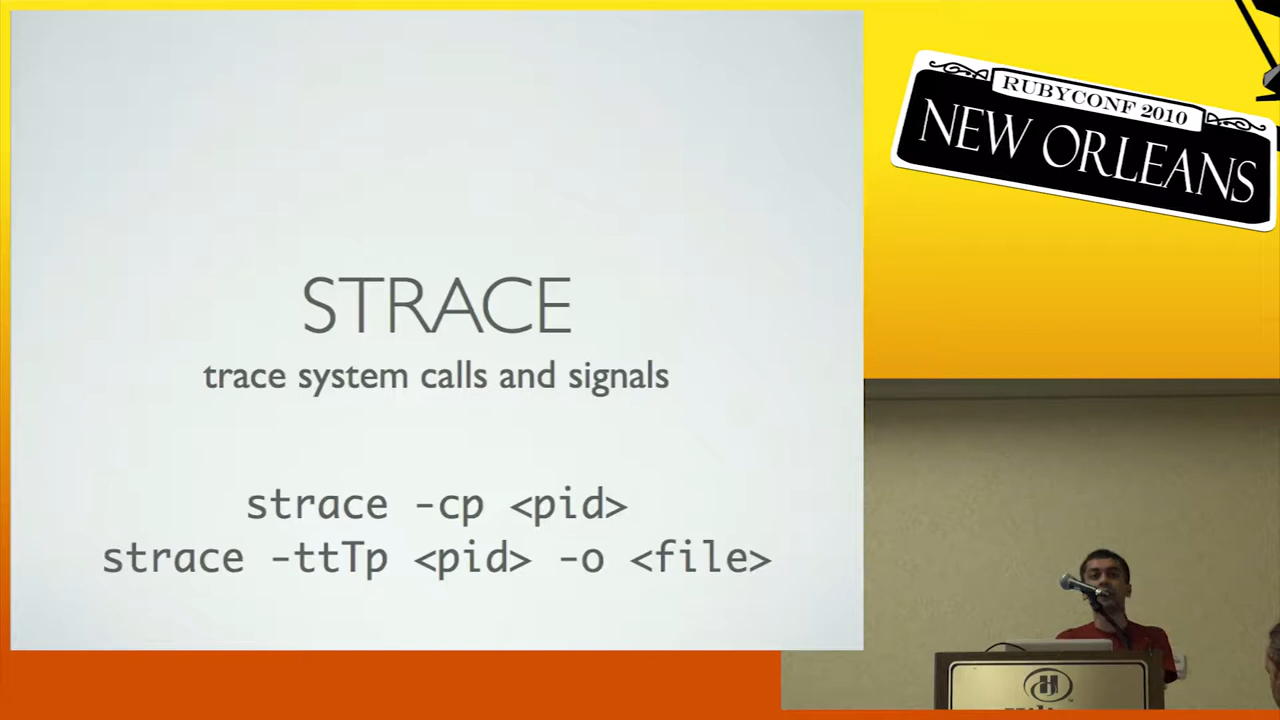 STRACE
trace system calls and signals
strace -cp <pid>
strace -ttTp <pid> -o <file>
RUBYCONF 2010
NEW ORLEANS